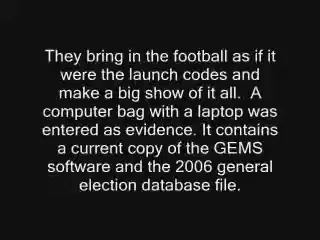 They bring in the football as if it
were the launch codes and
make a big show of it all.  A
computer bag with a laptop was
entered as evidence. It contains
a current copy of the GEMS
software and the 2006 general
election database file.